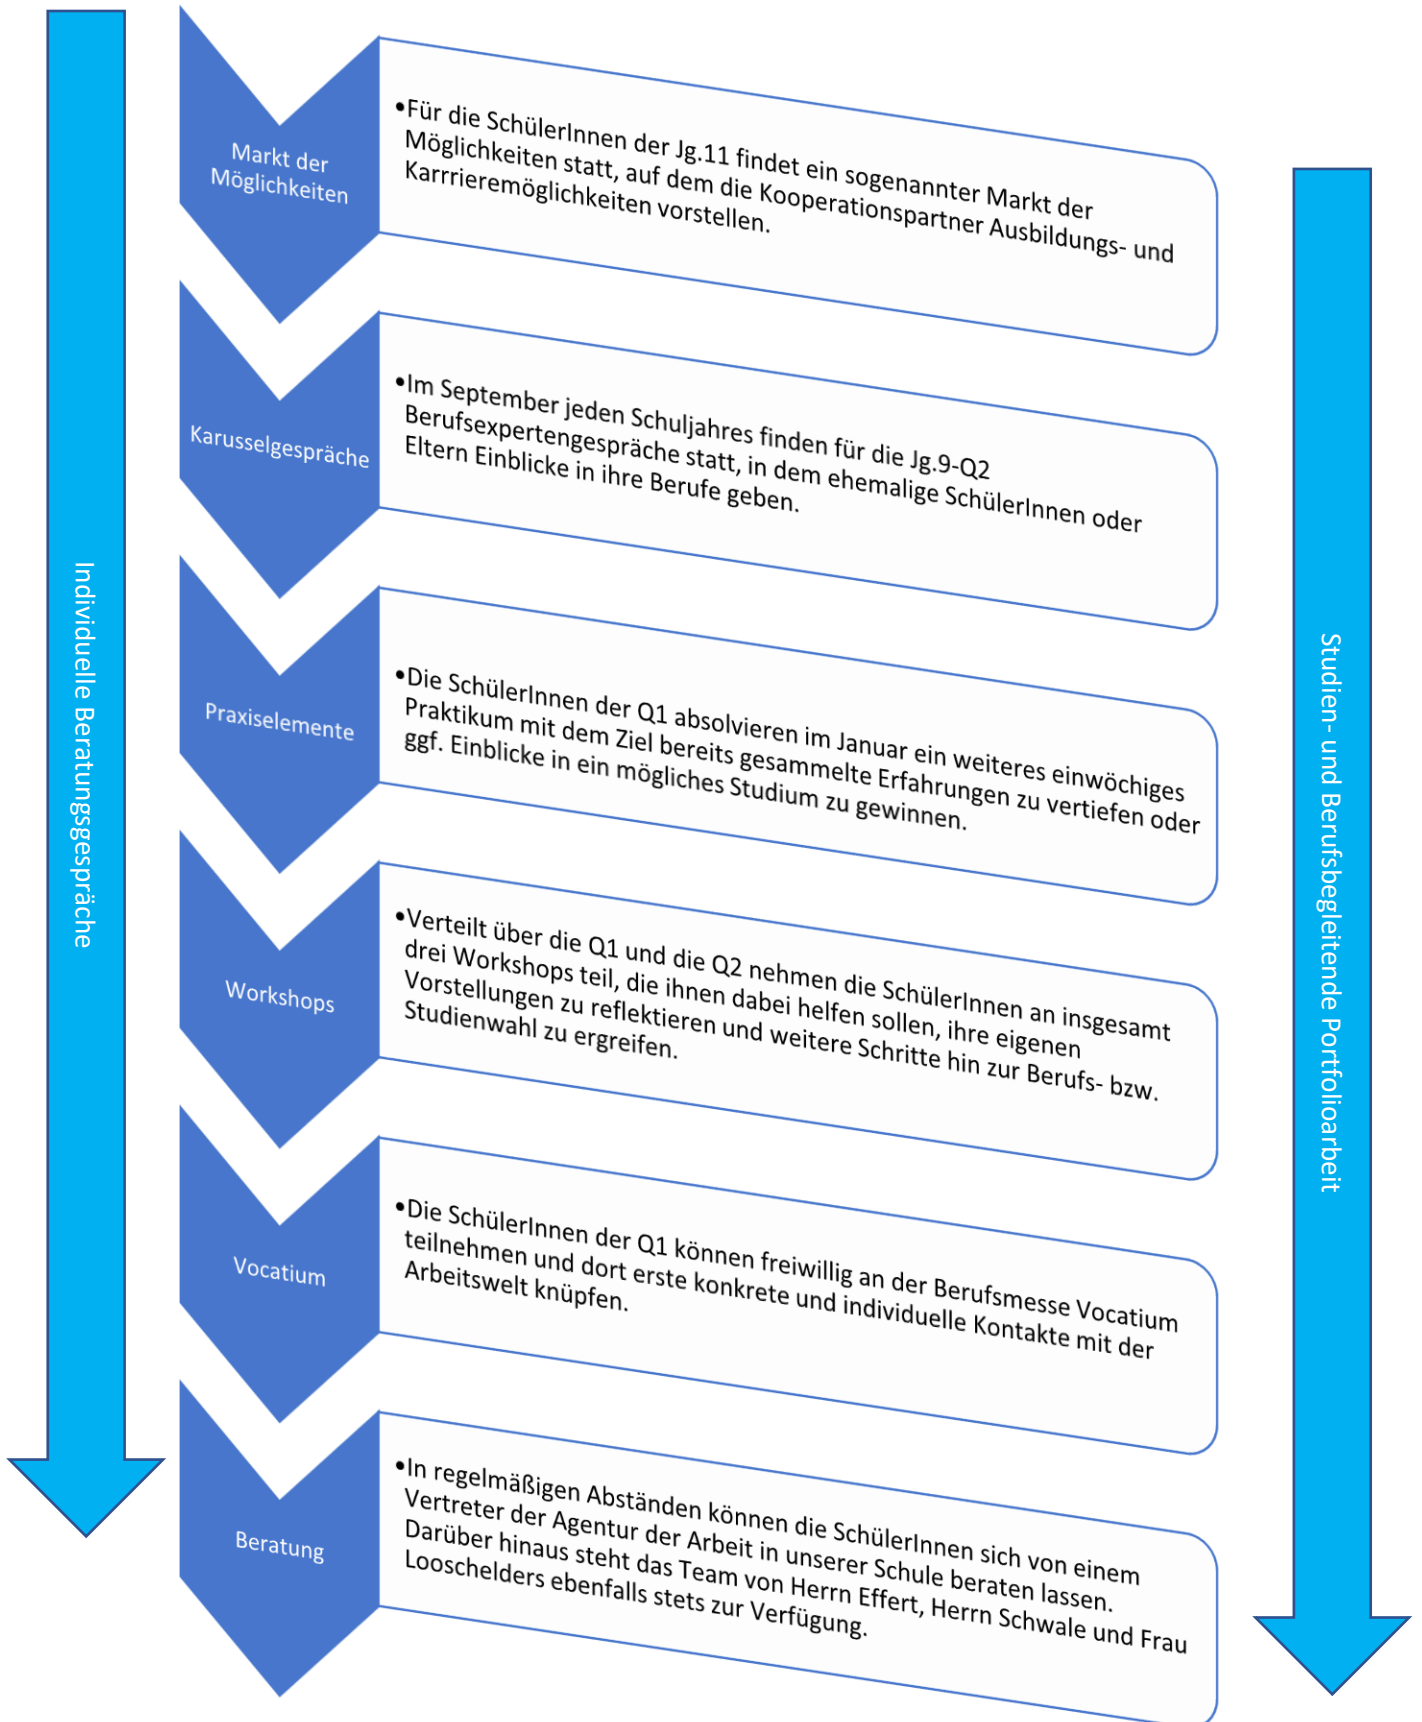 Individuelle Beratungsgespräche
Markt der
Möglichkeiten
•Für die SchülerInnen der Jg.11 findet ein sogenannter Markt der
Möglichkeiten statt, auf dem die Kooperationspartner Ausbildungs- und
Karrrieremöglichkeiten vorstellen.
Karusselgespräche
•Im September jeden Schuljahres finden für die Jg.9-Q2
Berufsexpertengespräche statt, in dem ehemalige SchülerInnen oder
Eltern Einblicke in ihre Berufe geben.
Praxiselemente
•Die SchülerInnen der Q1 absolvieren im Januar ein weiteres einwöchiges
Praktikum mit dem Ziel bereits gesammelte Erfahrungen zu vertiefen oder
ggf. Einblicke in ein mögliches Studium zu gewinnen.
Workshops
•Verteilt über die Q1 und die Q2 nehmen die SchülerInnen an insgesamt
drei Workshops teil, die ihnen dabei helfen sollen, ihre eigenen
Vorstellungen zu reflektieren und weitere Schritte hin zur Berufs- bzw.
Studienwahl zu ergreifen.
Vocatium
•Die SchülerInnen der Q1 können freiwillig an der Berufsmesse Vocatium
teilnehmen und dort erste konkrete und individuelle Kontakte mit der
Arbeitswelt knüpfen.
Beratung
•In regelmäßigen Abständen können die SchülerInnen sich von einem
Vertreter der Agentur der Arbeit in unserer Schule beraten lassen.
Darüber hinaus steht das Team von Herrn Effert, Herrn Schwale und Frau
Looschelders ebenfalls stets zur Verfügung.
Studien- und Berufsbegleitende Portfolioarbeit